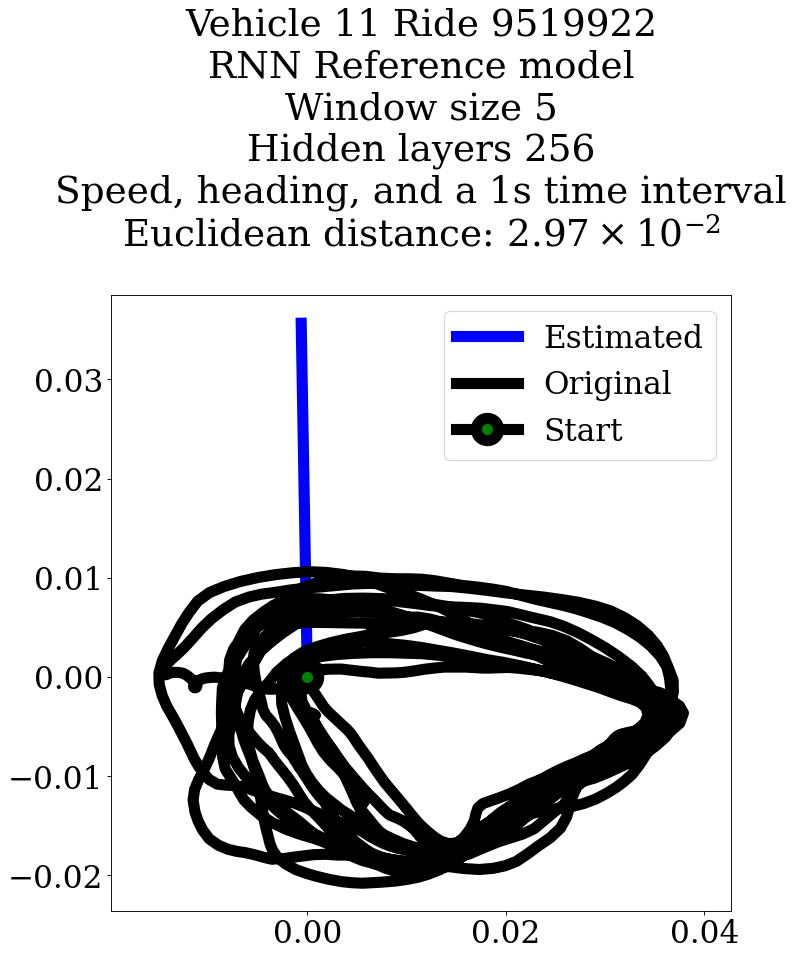 Vehicle 11 Ride 9519922
RNN Reference model
Window size 5
Hidden layers 256
Speed, heading, and a 1s time interval
Euclidean distance: 2.97 × 10⁻²
Estimated
Original
Start
0.03
0.02
0.01
0.00
−0.01
−0.02
0.00 0.02 0.04